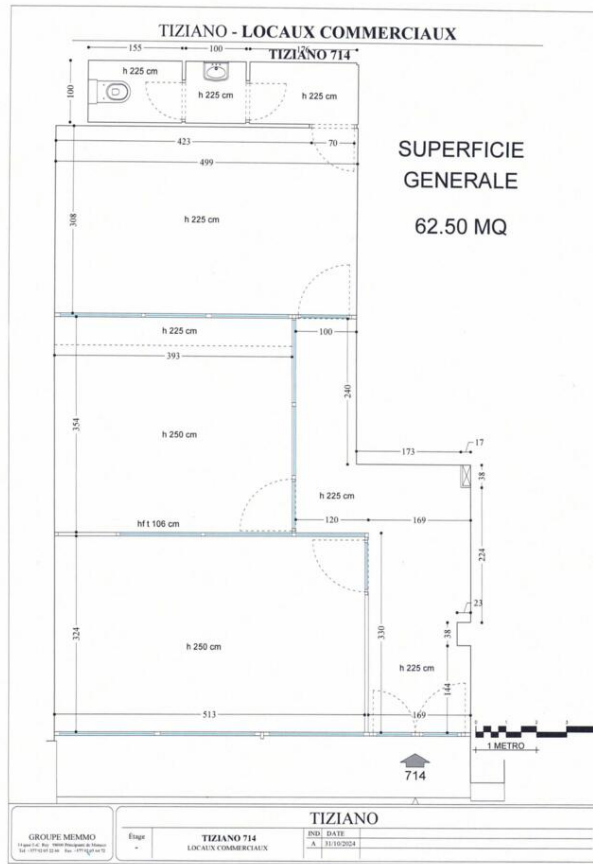 TIZIANO - LOCAUX COMMERCIAUX
TIZIANO 714
155
100
176
h 225 cm
h 225 cm
h 225 cm
100
423
70
499
SUPERFICIE
GENERALE
62.50 MQ
308
h 225 cm
h 225 cm
100
393
240
354
h 250 cm
173
17
38
h 225 cm
120
169
hf t 106 cm
224
23
324
330
38
h 250 cm
h 225 cm
144
513
169
1 METRO
714
TIZIANO
GROUPE MEMMO
Étage
-
TIZIANO 714
LOCAUX COMMERCIAUX
IND.
DATE
A
31/10/2024